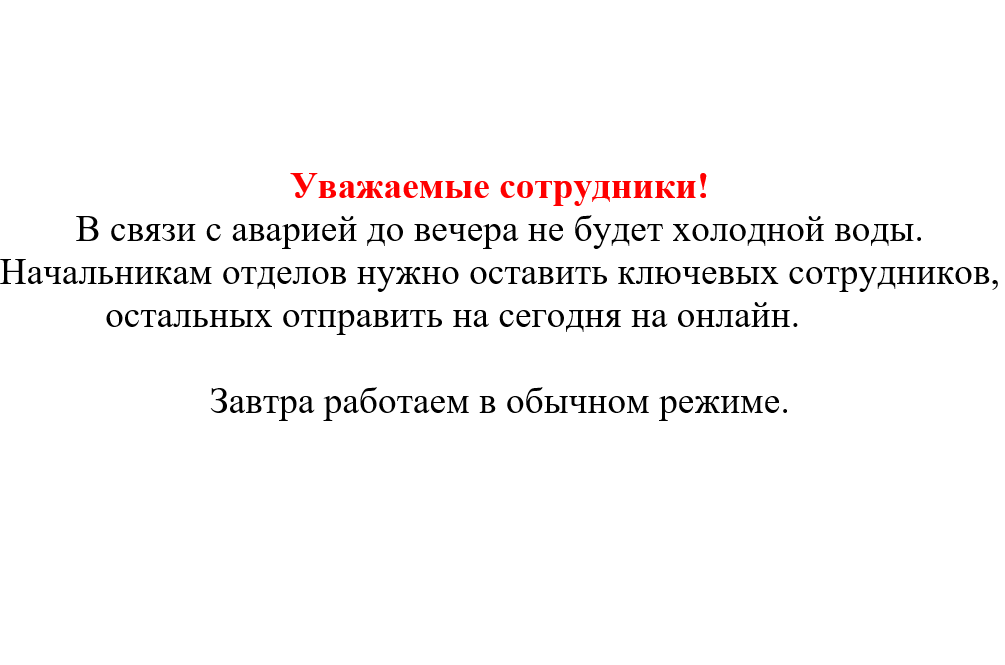 Уважаемые сотрудники!
В связи с аварией до вечера не будет холодной воды.
Начальникам отделов нужно оставить ключевых сотрудников,
остальных отправить на сегодня на онлайн.
Завтра работаем в обычном режиме.